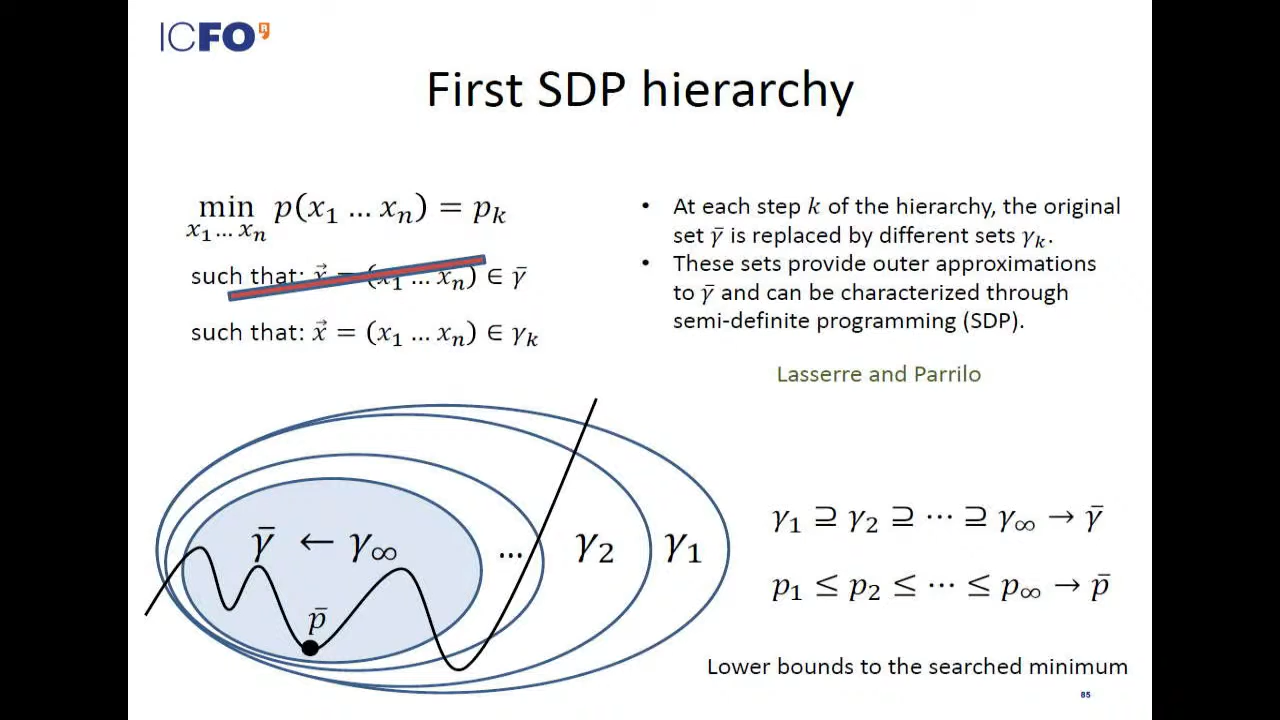 ICFO R
First SDP hierarchy
min p(x₁ … xₙ) = pₖ
x₁… xₙ
such that: x⃗ = (x₁ … xₙ) ∈ γ̄
such that: x⃗ = (x₁ … xₙ) ∈ γₖ
• At each step k of the hierarchy, the original
set γ̄ is replaced by different sets γₖ.
• These sets provide outer approximations
to γ̄ and can be characterized through
semi-definite programming (SDP).
Lasserre and Parrilo
γ̄ ← γ∞ … γ₂ γ₁
p̄
γ₁ ⊇ γ₂ ⊇ ⋯ ⊇ γ∞ → γ̄
p₁ ≤ p₂ ≤ ⋯ ≤ p∞ → p̄
Lower bounds to the searched minimum
85